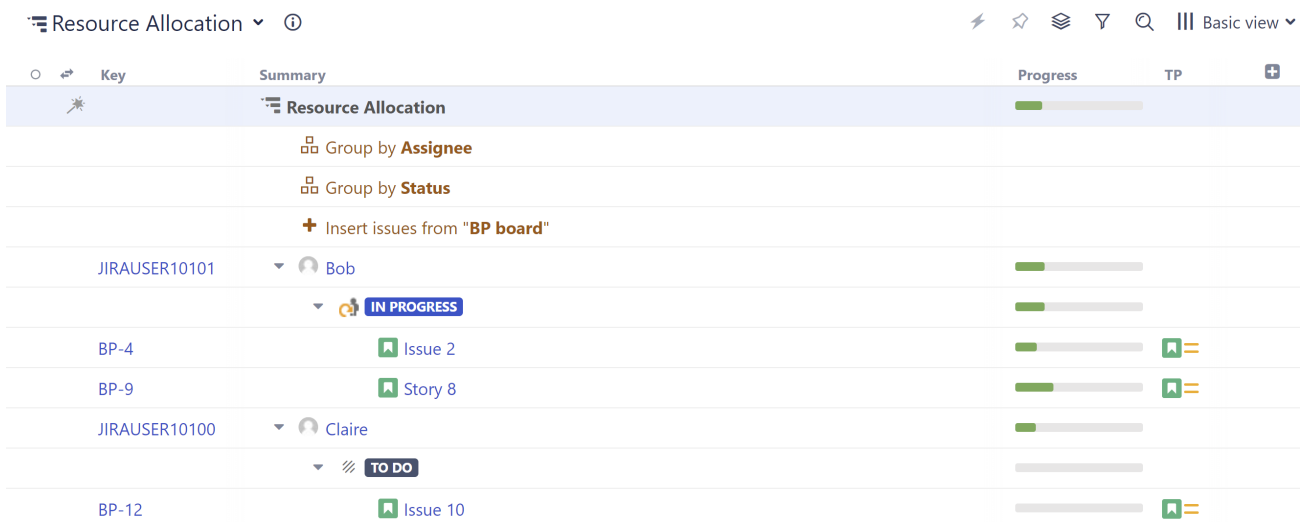 Resource Allocation Basic view
Key Summary Progress TP
Resource Allocation
Group by Assignee
Group by Status
Insert issues from "BP board"
JIRAUSER10101 Bob
IN PROGRESS
BP-4 Issue 2
BP-9 Story 8
JIRAUSER10100 Claire
TO DO
BP-12 Issue 10